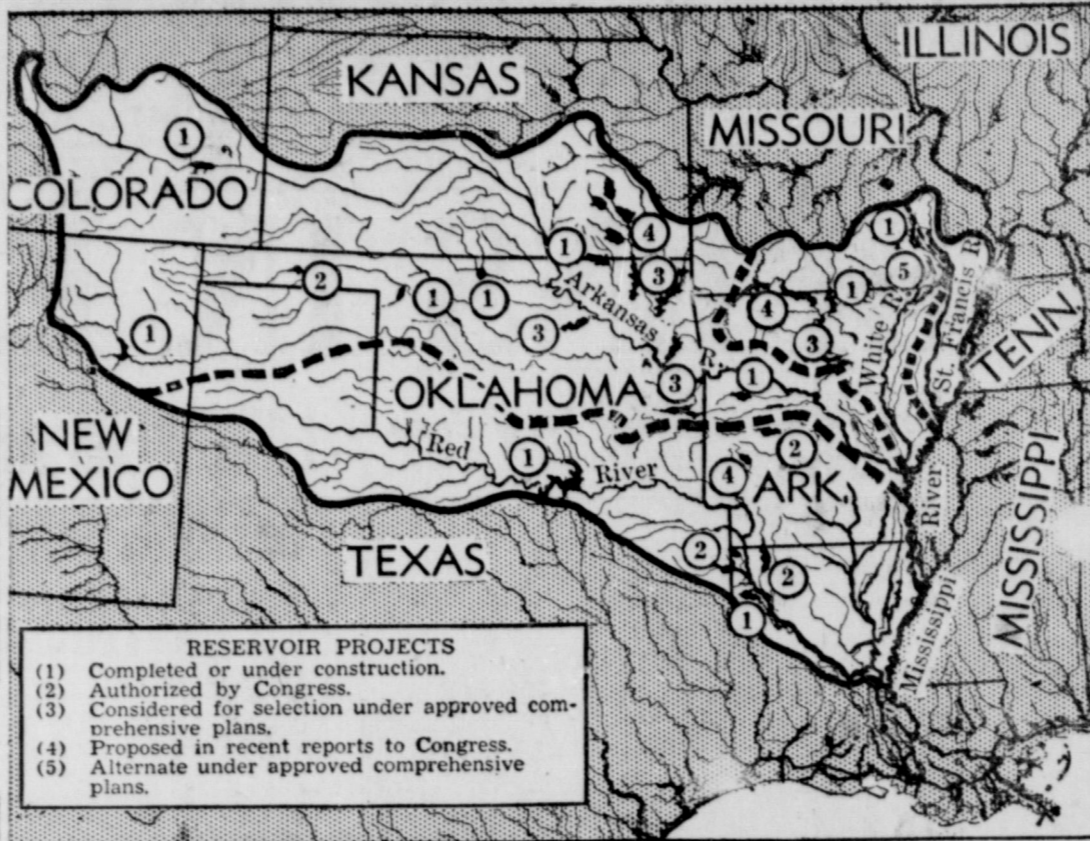 ILLINOIS
KANSAS
MISSOURI
1
1
COLORADO
1
4
5
2
3
1
1
1
Arkansas
4
St. Francis R
1
3
3
White R.
TENN.
R.
3
1
OKLAHOMA
NEW
MEXICO
Red
1
River
2
4
ARK.
River
MISSISSIPPI
TEXAS
2
2
1
Mississippi
RESERVOIR PROJECTS
(1) Completed or under construction.
(2) Authorized by Congress.
(3) Considered for selection under approved com-
prehensive plans.
(4) Proposed in recent reports to Congress.
(5) Alternate under approved comprehensive
plans.